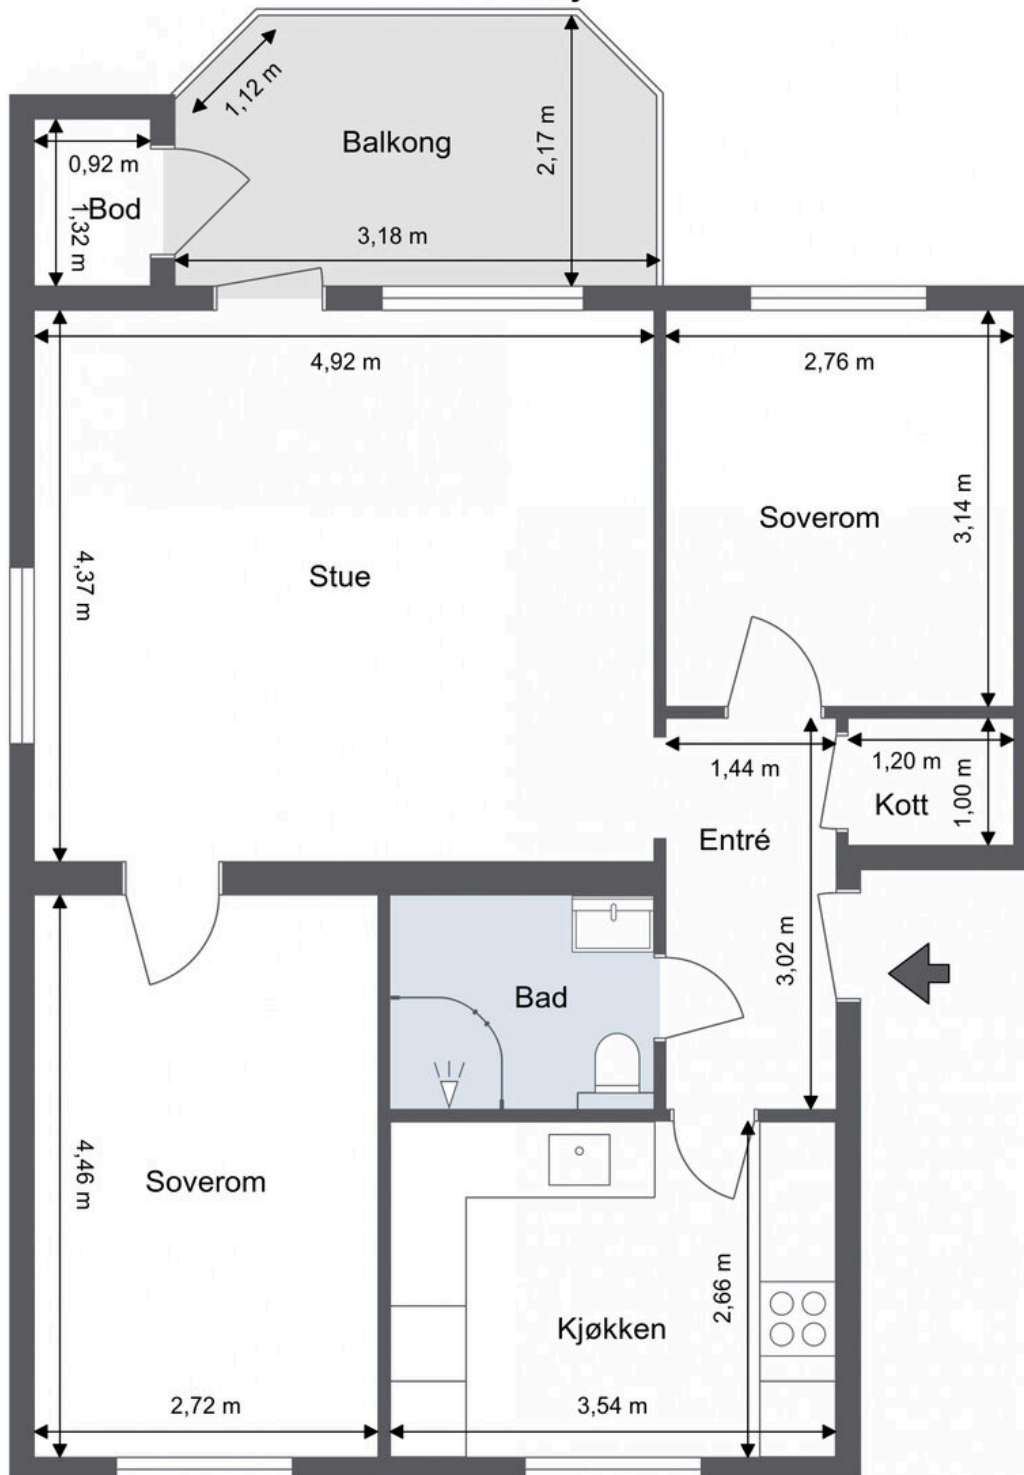 1,12 m
Balkong
2,17 m
0,92 m
Bod
1,32 m
3,18 m
4,92 m
2,76 m
3,14 m
Soverom
4,37 m
Stue
1,44 m
1,20 m
1,00 m
Kott
Entré
3,02 m
Bad
4,46 m
Soverom
2,66 m
Kjøkken
2,72 m
3,54 m